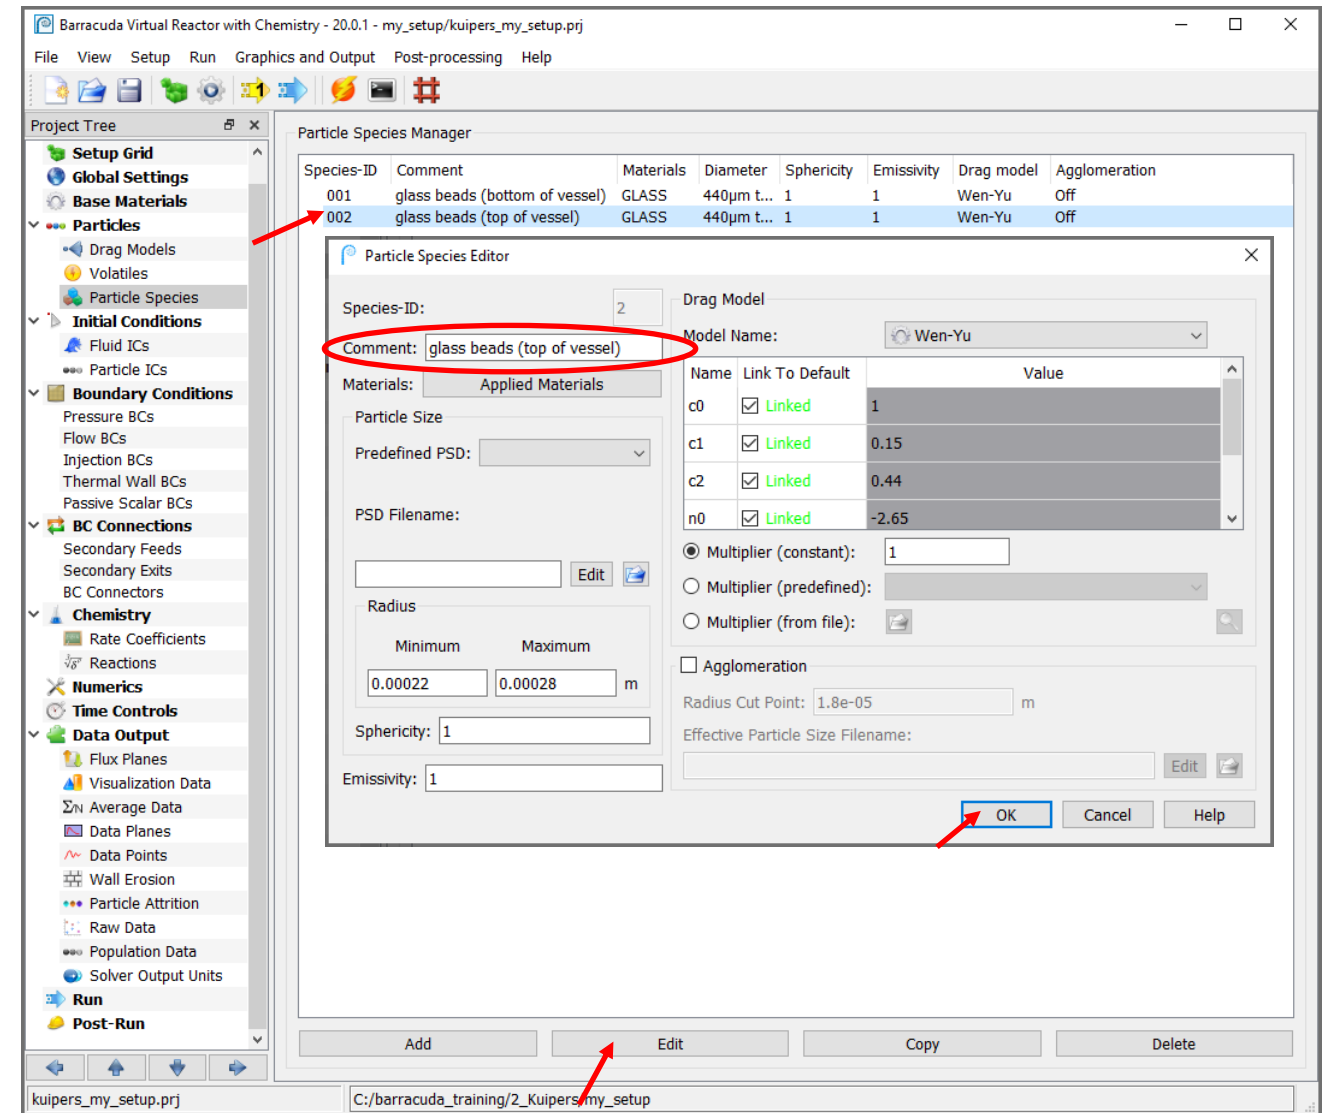 Barracuda Virtual Reactor with Chemistry - 20.0.1 - my_setup/kuipers_my_setup.prj
File View Setup Run Graphics and Output Post-processing Help
Project Tree
Setup Grid
Global Settings
Base Materials
Particles
Drag Models
Volatiles
Particle Species
Initial Conditions
Fluid ICs
Particle ICs
Boundary Conditions
Pressure BCs
Flow BCs
Injection BCs
Thermal Wall BCs
Passive Scalar BCs
BC Connections
Secondary Feeds
Secondary Exits
BC Connectors
Chemistry
Rate Coefficients
Reactions
Numerics
Time Controls
Data Output
Flux Planes
Visualization Data
Average Data
Data Planes
Data Points
Wall Erosion
Particle Attrition
Raw Data
Population Data
Solver Output Units
Run
Post-Run
Particle Species Manager
Species-ID Comment Materials Diameter Sphericity Emissivity Drag model Agglomeration
001 glass beads (bottom of vessel) GLASS 440µm t... 1 1 Wen-Yu Off
002 glass beads (top of vessel) GLASS 440µm t... 1 1 Wen-Yu Off
Particle Species Editor
Species-ID: 2
Comment: glass beads (top of vessel)
Materials: Applied Materials
Particle Size
Predefined PSD:
PSD Filename:
Edit
Radius
Minimum Maximum
0.00022 0.00028 m
Sphericity: 1
Emissivity: 1
Drag Model
Model Name: Wen-Yu
Name Link To Default Value
c0 Linked 1
c1 Linked 0.15
c2 Linked 0.44
n0 Linked -2.65
Multiplier (constant): 1
Multiplier (predefined):
Multiplier (from file):
Agglomeration
Radius Cut Point: 1.8e-05 m
Effective Particle Size Filename:
Edit
OK Cancel Help
Add Edit Copy Delete
kuipers_my_setup.prj C:/barracuda_training/2_Kuipers/my_setup